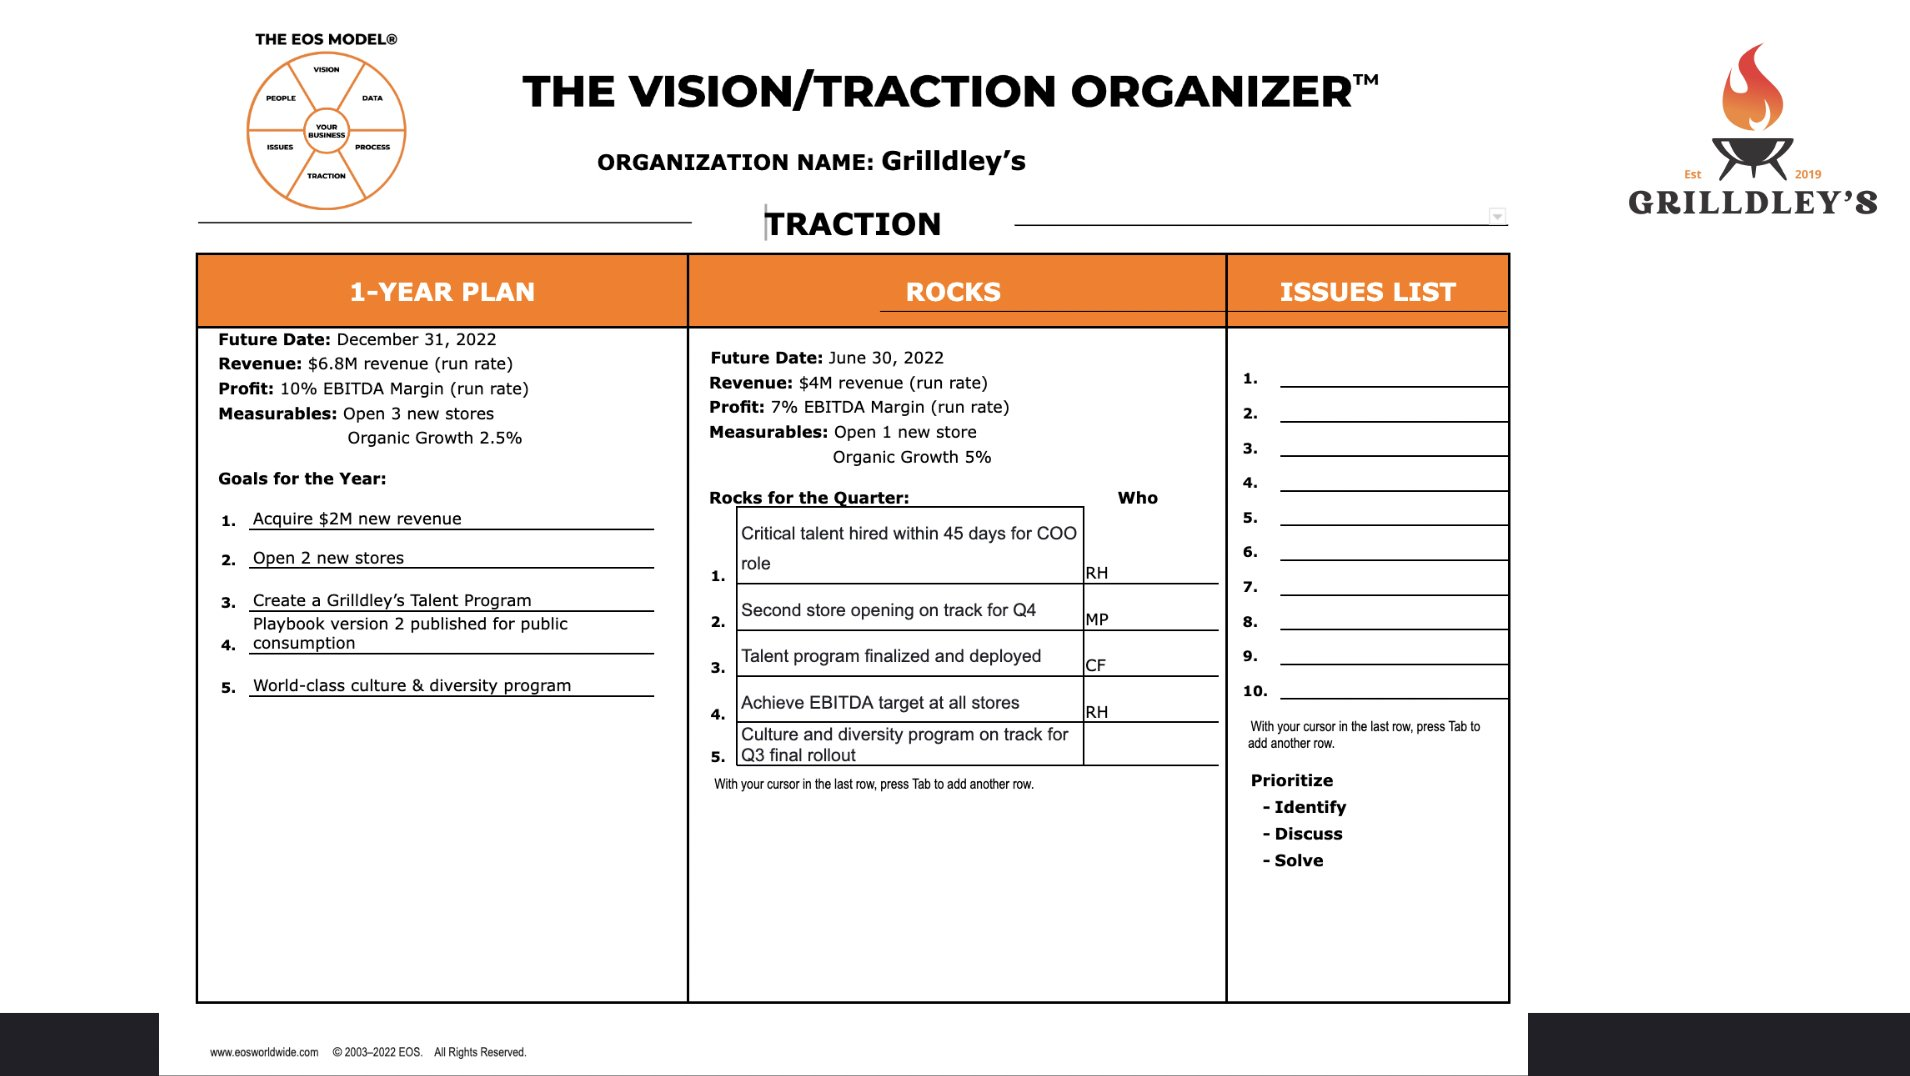 THE EOS MODEL®
VISION
PEOPLE
DATA
YOUR
BUSINESS
ISSUES
PROCESS
TRACTION
THE VISION/TRACTION ORGANIZER™
ORGANIZATION NAME: Grilldley’s
Est
2019
GRILLDLEY’S
TRACTION
1-YEAR PLAN
Future Date: December 31, 2022
Revenue: $6.8M revenue (run rate)
Profit: 10% EBITDA Margin (run rate)
Measurables: Open 3 new stores
Organic Growth 2.5%
Goals for the Year:
1. Acquire $2M new revenue
2. Open 2 new stores
3. Create a Grilldley’s Talent Program
Playbook version 2 published for public
4. consumption
5. World-class culture & diversity program
ROCKS
Future Date: June 30, 2022
Revenue: $4M revenue (run rate)
Profit: 7% EBITDA Margin (run rate)
Measurables: Open 1 new store
Organic Growth 5%
Rocks for the Quarter: Who
Critical talent hired within 45 days for COO
role
1. RH
2. Second store opening on track for Q4 MP
3. Talent program finalized and deployed CF
4. Achieve EBITDA target at all stores RH
Culture and diversity program on track for
5. Q3 final rollout
With your cursor in the last row, press Tab to add another row.
ISSUES LIST
1.
2.
3.
4.
5.
6.
7.
8.
9.
10.
With your cursor in the last row, press Tab to
add another row.
Prioritize
- Identify
- Discuss
- Solve
www.eosworldwide.com © 2003–2022 EOS. All Rights Reserved.